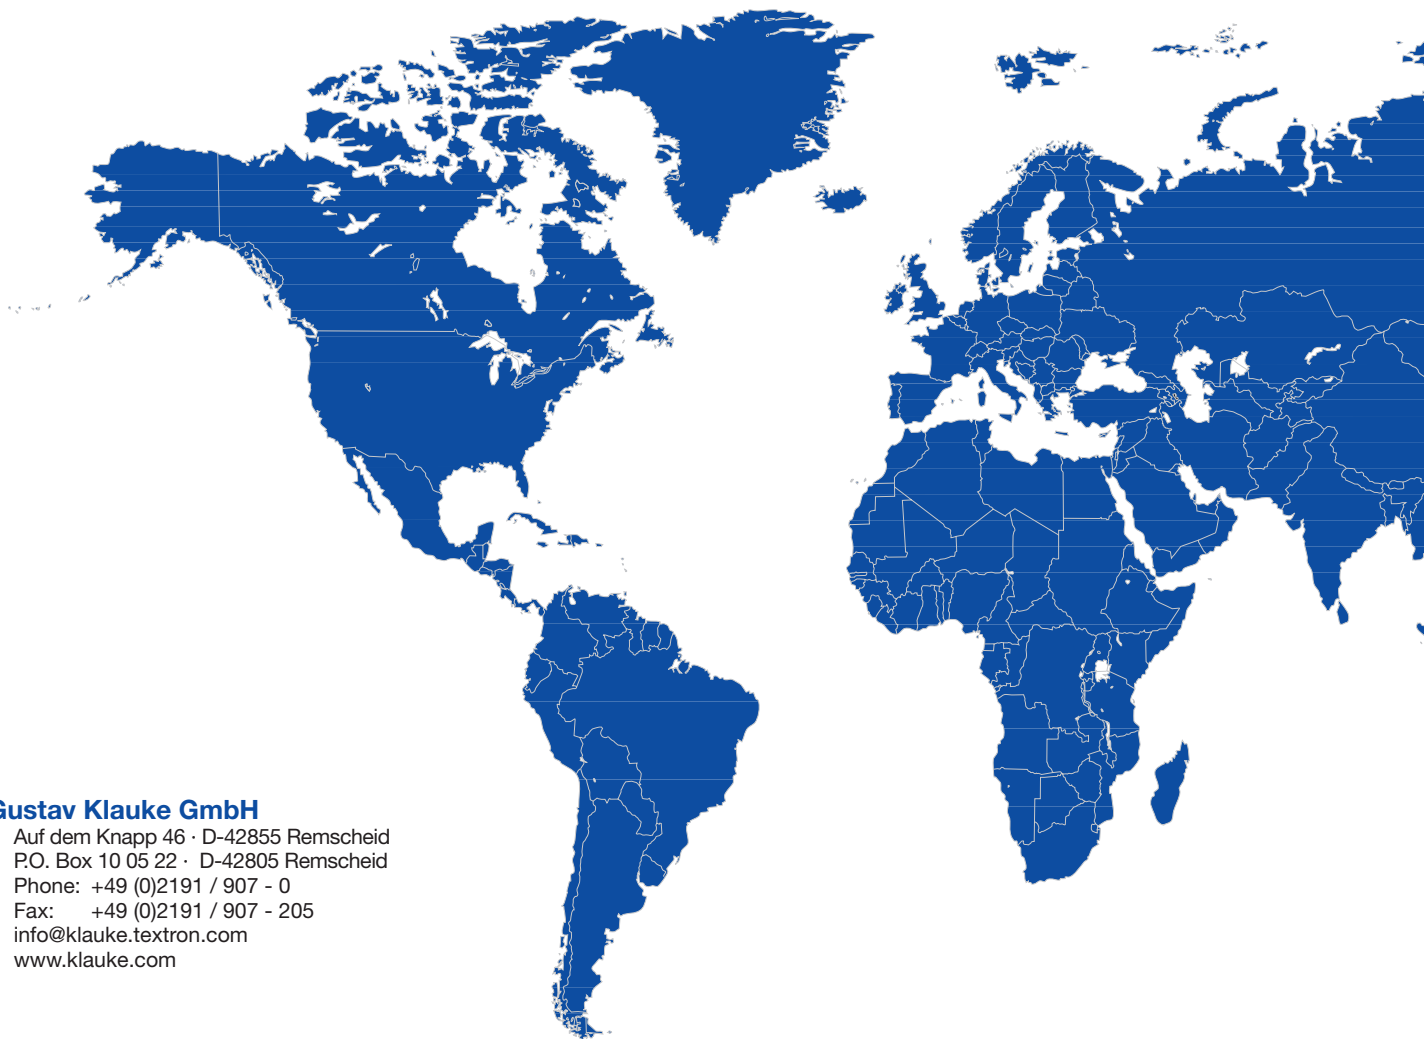 Gustav Klauke GmbH
Auf dem Knapp 46 · D-42855 Remscheid
P.O. Box 10 05 22 · D-42805 Remscheid
Phone: +49 (0)2191 / 907 - 0
Fax: +49 (0)2191 / 907 - 205
info@klauke.textron.com
www.klauke.com